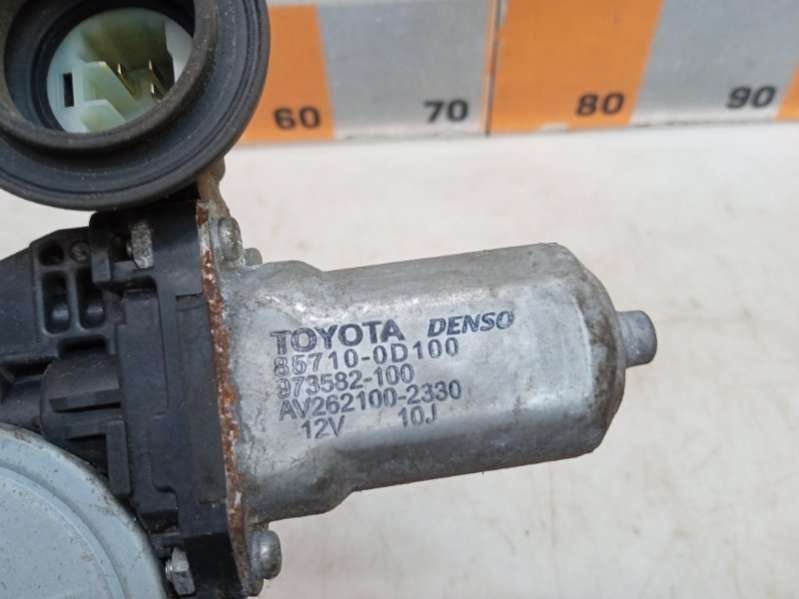 60 70 80 90
TOYOTA DENSO
85710-0D100
973582-100
AV262100-2330
12V 10J